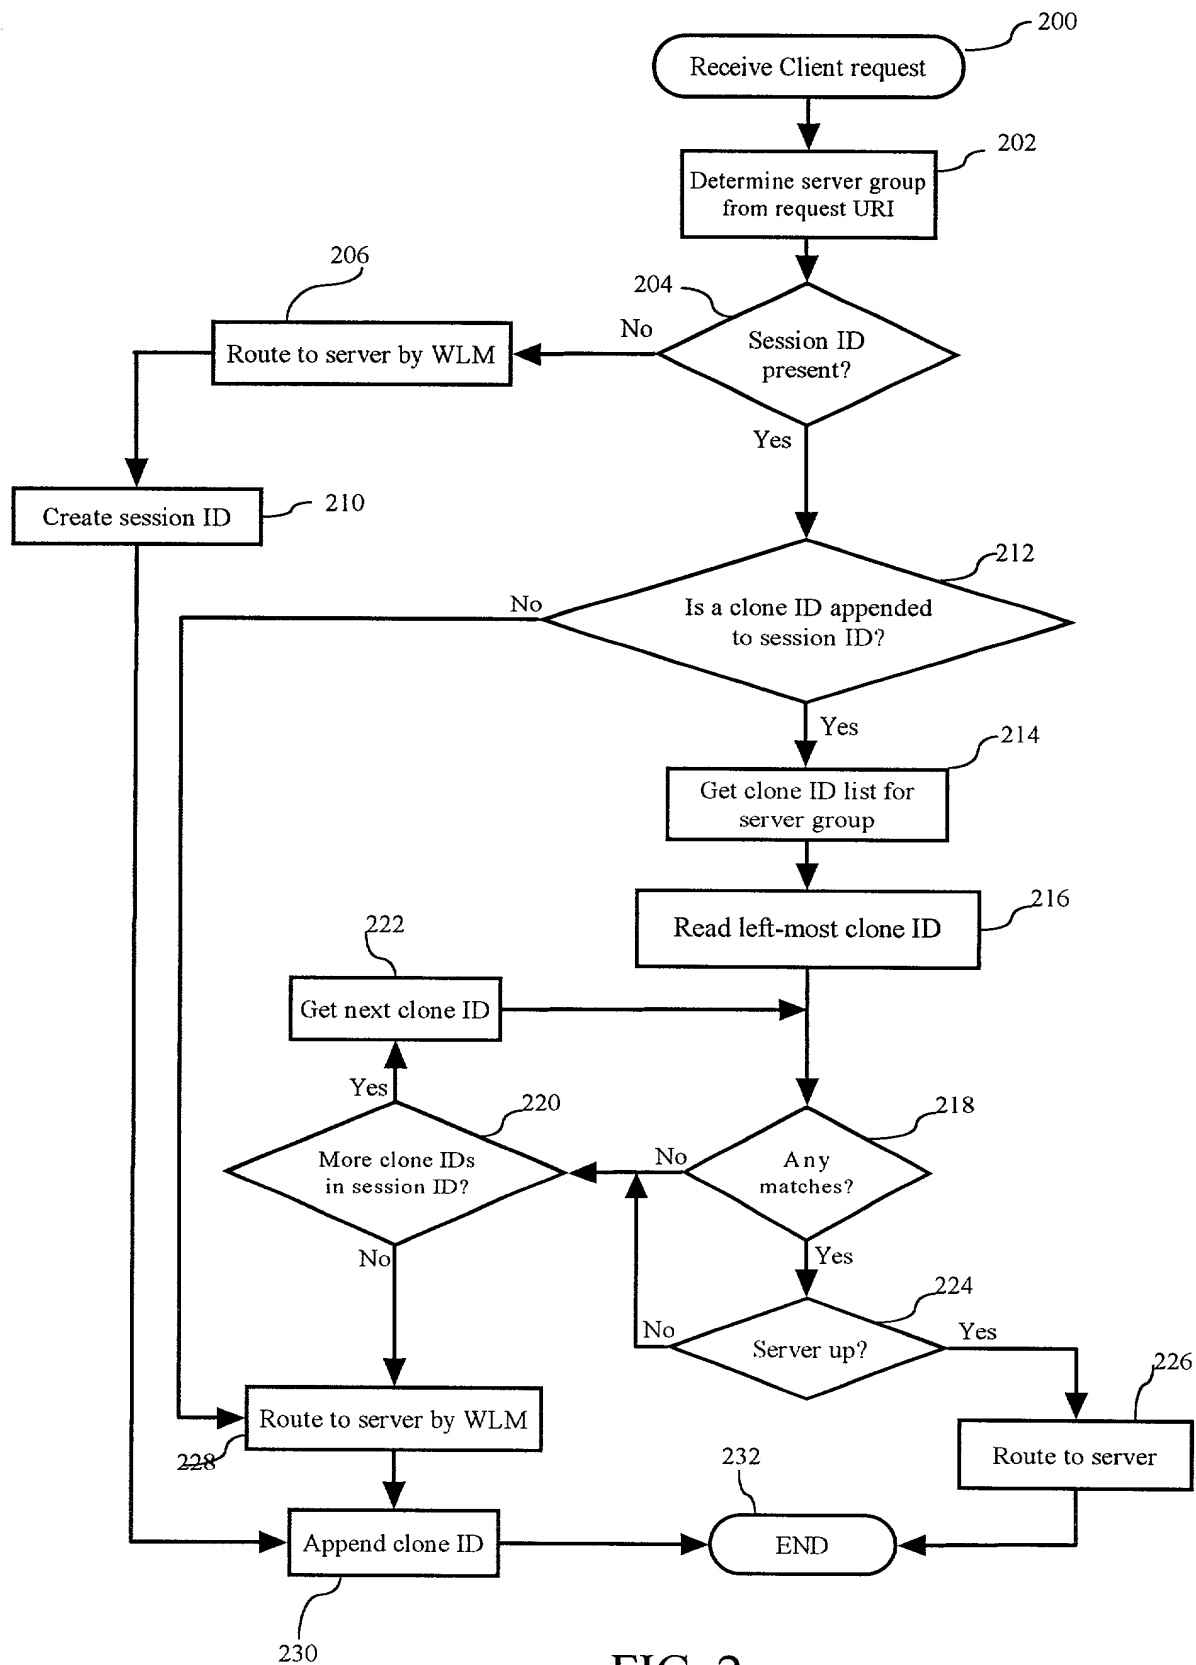 200
Receive Client request
202
Determine server group
from request URI
206
204
No
Route to server by WLM
Session ID
present?
Yes
Create session ID
210
212
No
Is a clone ID appended
to session ID?
Yes
214
Get clone ID list for
server group
216
Read left-most clone ID
222
Get next clone ID
Yes
220
218
More clone IDs
in session ID?
No
Any
matches?
No
Yes
224
No
Server up?
Yes
226
Route to server by WLM
228
Route to server
232
Append clone ID
END
230
FIG. 2